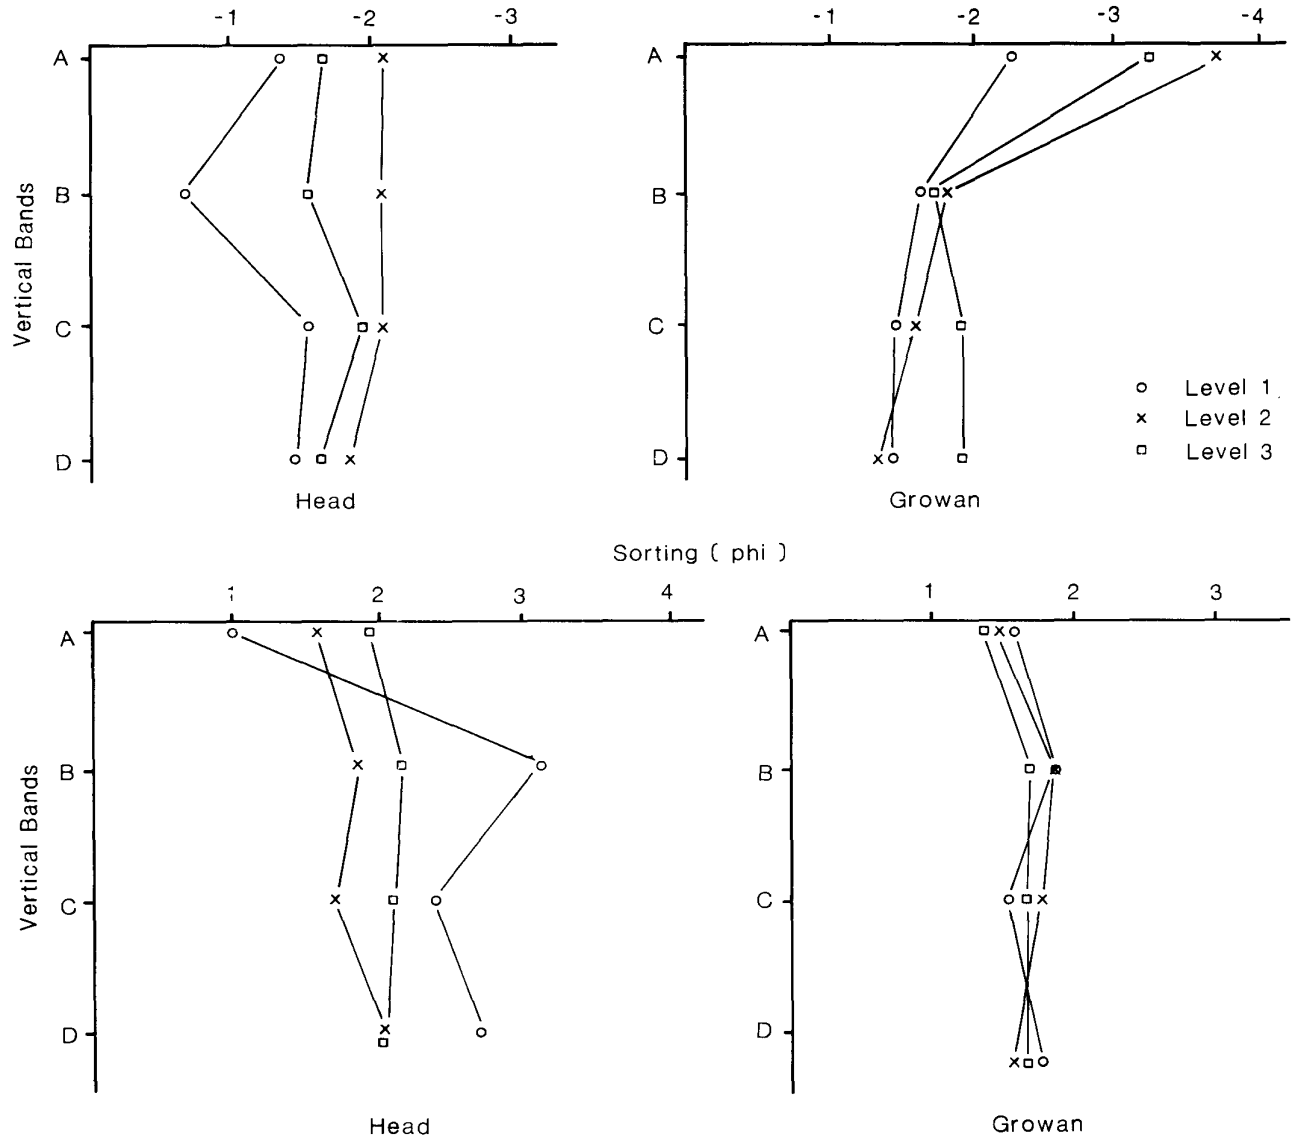 -1 -2 -3
-1 -2 -3 -4
A
B
C
D
Vertical Bands
Head
A
B
C
D
Level 1
Level 2
Level 3
Growan
Sorting ( phi )
1 2 3 4
1 2 3
A
B
C
D
Vertical Bands
Head
A
B
C
D
Growan